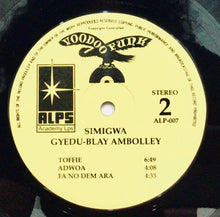 VOODOO FUNK
ALPS
Academy Lps
STEREO
2
ALP-007
SIMIGWA
GYEDU-BLAY AMBOLLEY
TOFFIE 6:49
ADWOA 4:08
FA NO DEM ARA 4:35